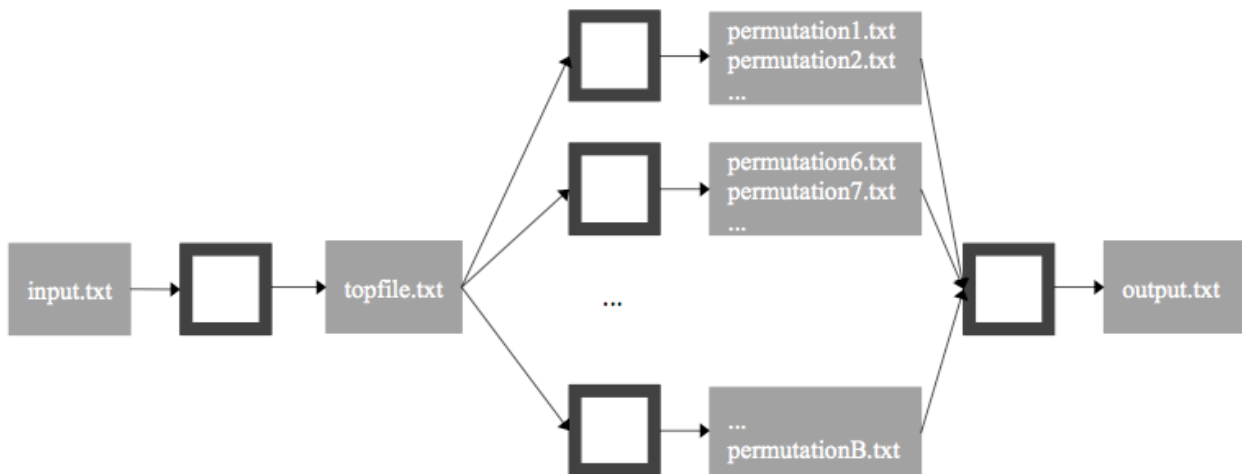 permutation1.txt
permutation2.txt
...
permutation6.txt
permutation7.txt
...
input.txt
topfile.txt
...
output.txt
...
permutationB.txt